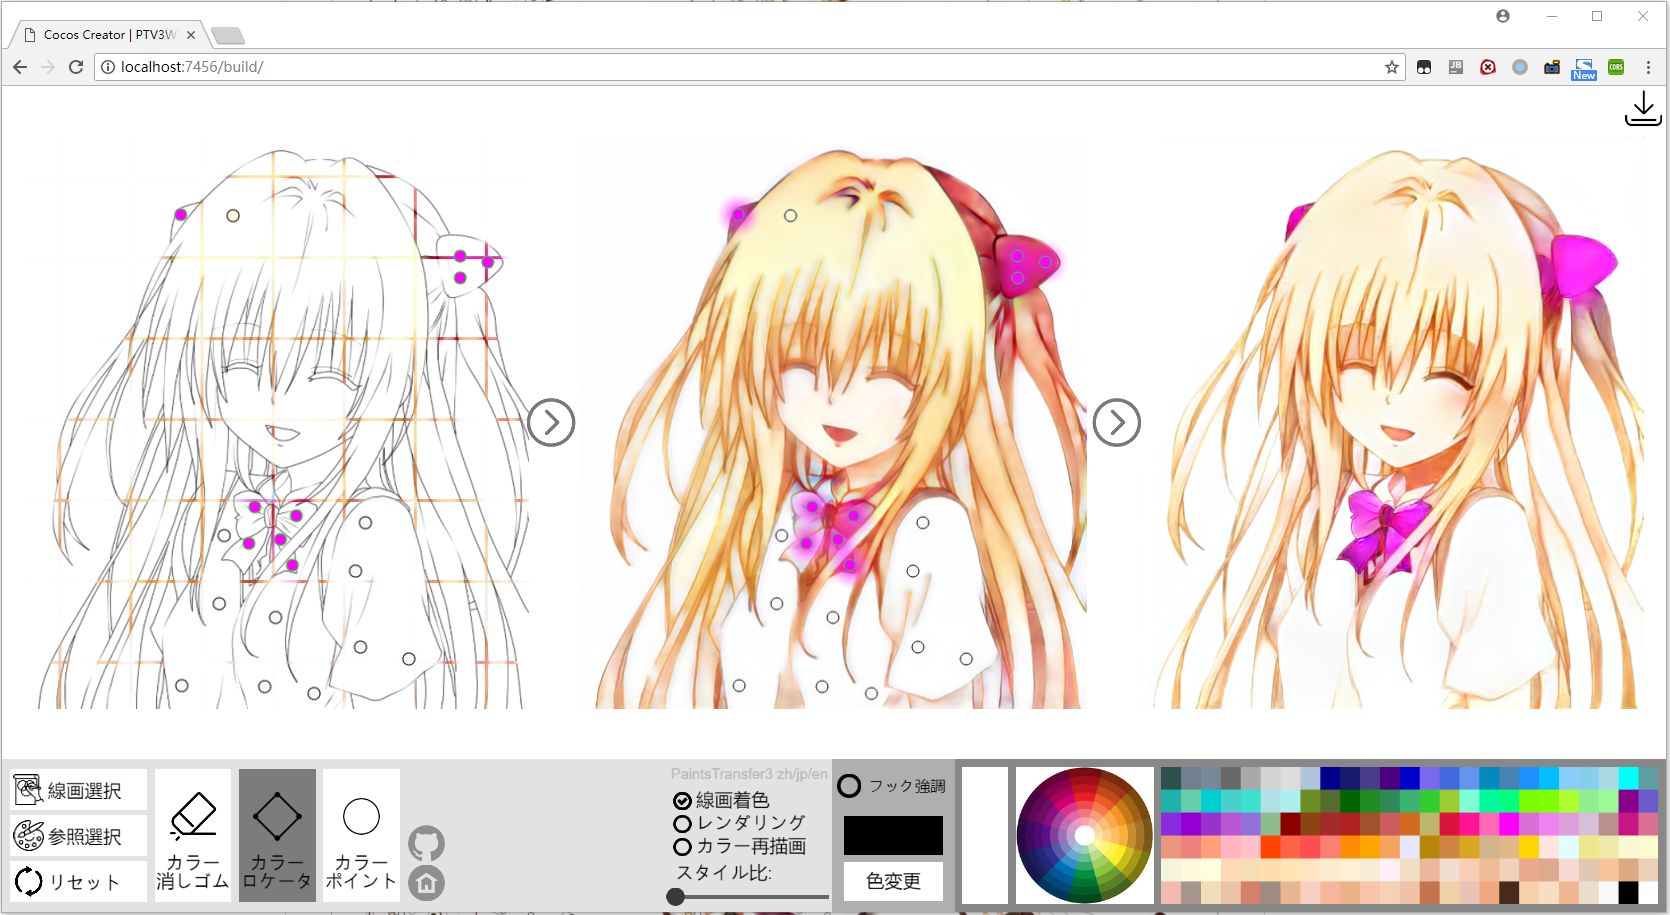 Cocos Creator | PTV3W
localhost:7456/build/
JB
New
CORS
線画選択
参照選択
リセット
カラー
消しゴム
カラー
ロケータ
カラー
ポイント
PaintsTransfer3 zh/jp/en
線画着色
レンダリング
カラー再描画
スタイル比:
フック強調
色変更